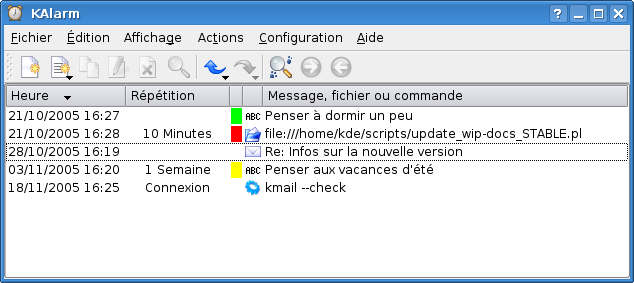 KAlarm
Fichier Édition Affichage Actions Configuration Aide
Heure Répétition Message, fichier ou commande
21/10/2005 16:27 ABC Penser à dormir un peu
21/10/2005 16:28 10 Minutes file:///home/kde/scripts/update_wip-docs_STABLE.pl
28/10/2005 16:19 Re: Infos sur la nouvelle version
03/11/2005 16:20 1 Semaine ABC Penser aux vacances d'été
18/11/2005 16:25 Connexion kmail --check